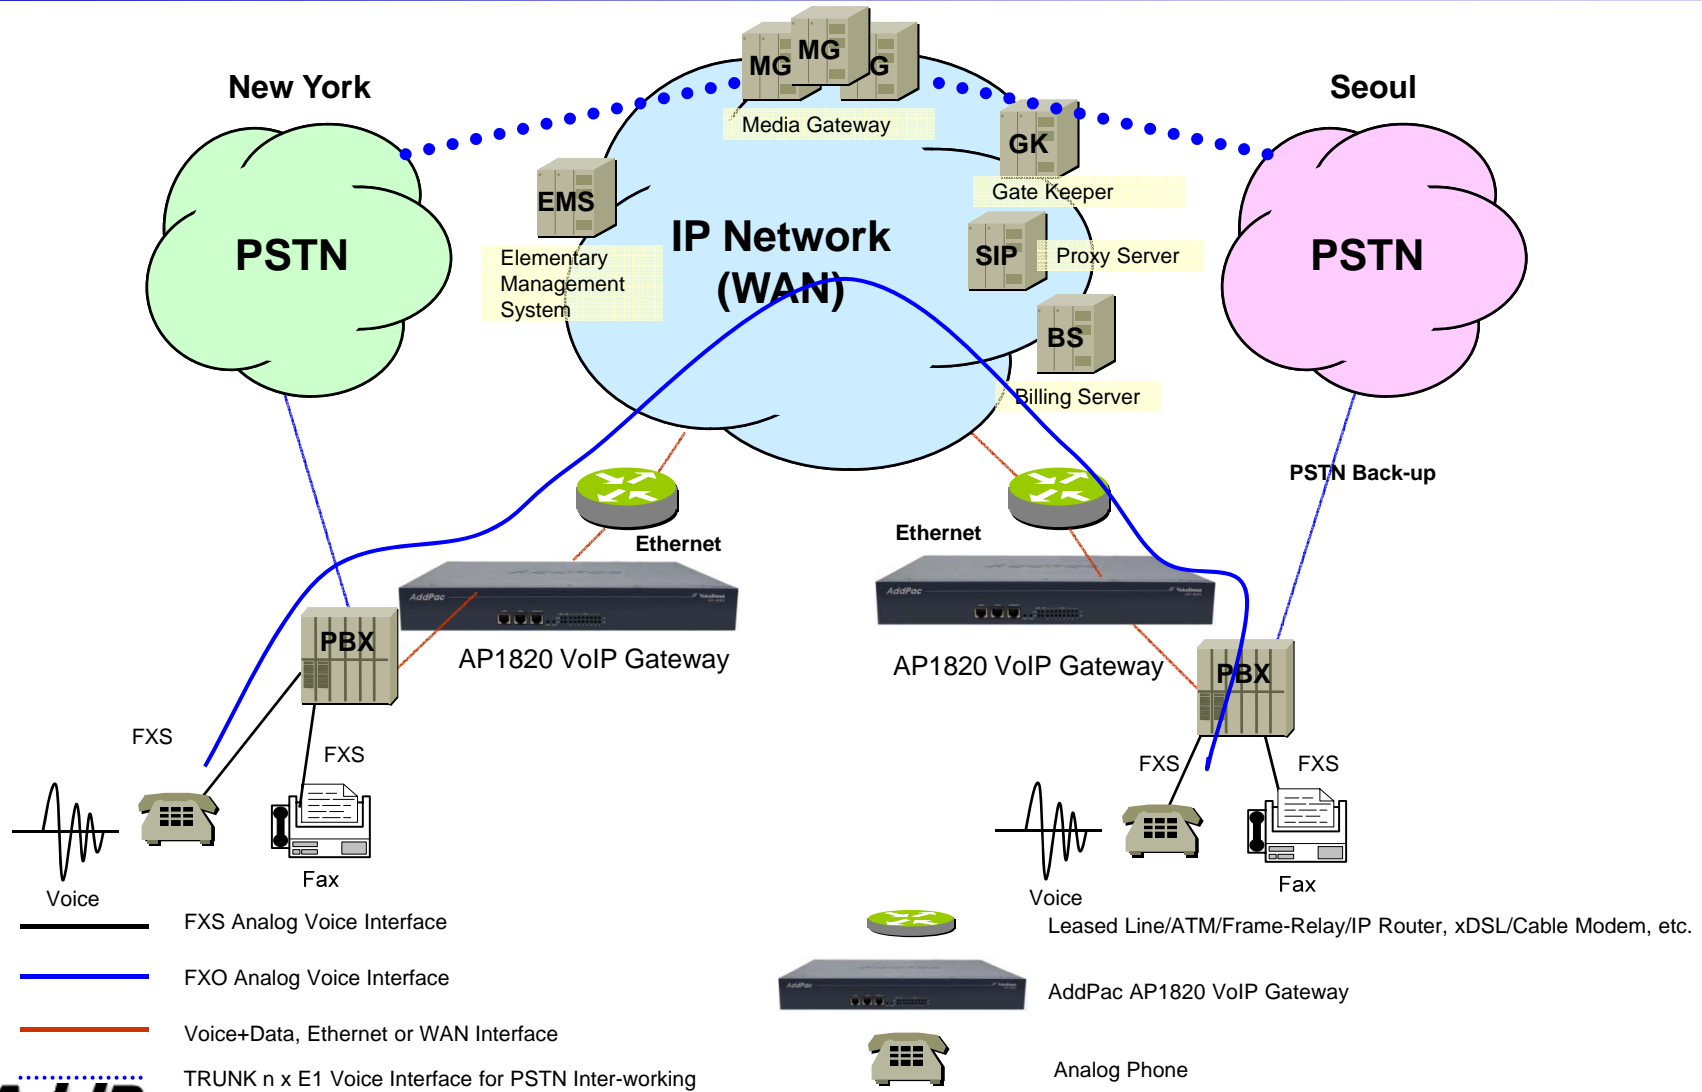 New York
MG
MG
G
Seoul
Media Gateway
GK
EMS
Gate Keeper
PSTN
IP Network
(WAN)
SIP
Proxy Server
PSTN
Elementary
Management
System
BS
Billing Server
PSTN Back-up
Ethernet
Ethernet
AddPac
AddPac
PBX
AP1820 VoIP Gateway
AP1820 VoIP Gateway
PBX
FXS
FXS
FXS
FXS
Voice
Fax
Voice
Fax
FXS Analog Voice Interface
Leased Line/ATM/Frame-Relay/IP Router, xDSL/Cable Modem, etc.
FXO Analog Voice Interface
AddPac
AddPac AP1820 VoIP Gateway
Voice+Data, Ethernet or WAN Interface
Analog Phone
TRUNK n x E1 Voice Interface for PSTN Inter-working